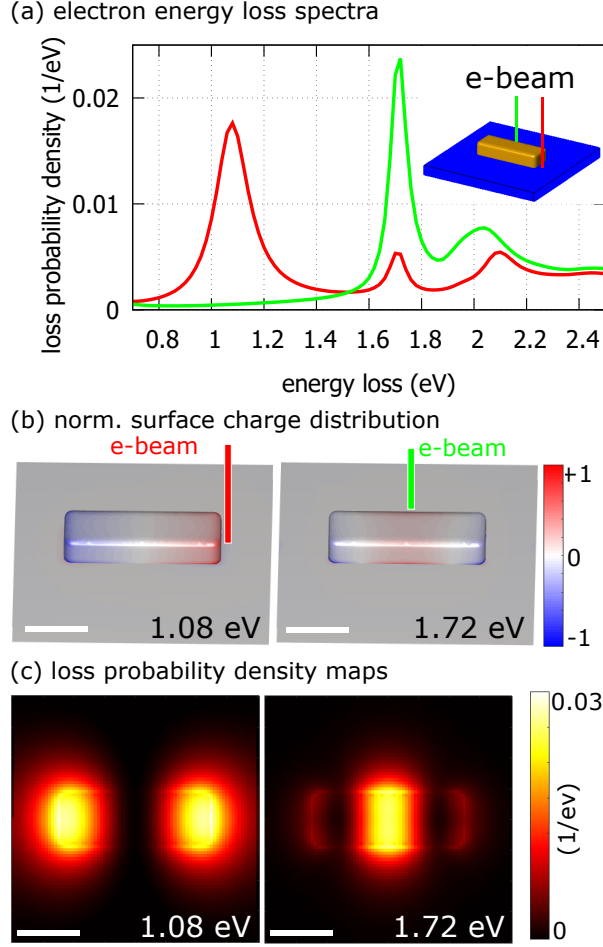 (a) electron energy loss spectra
loss probability density (1/eV)
0.02
0.01
0
e-beam
0.8 1 1.2 1.4 1.6 1.8 2 2.2 2.4
energy loss (eV)
(b) norm. surface charge distribution
e-beam
e-beam
+1
0
-1
1.08 eV
1.72 eV
(c) loss probability density maps
0.03
(1/ev)
0
1.08 eV
1.72 eV